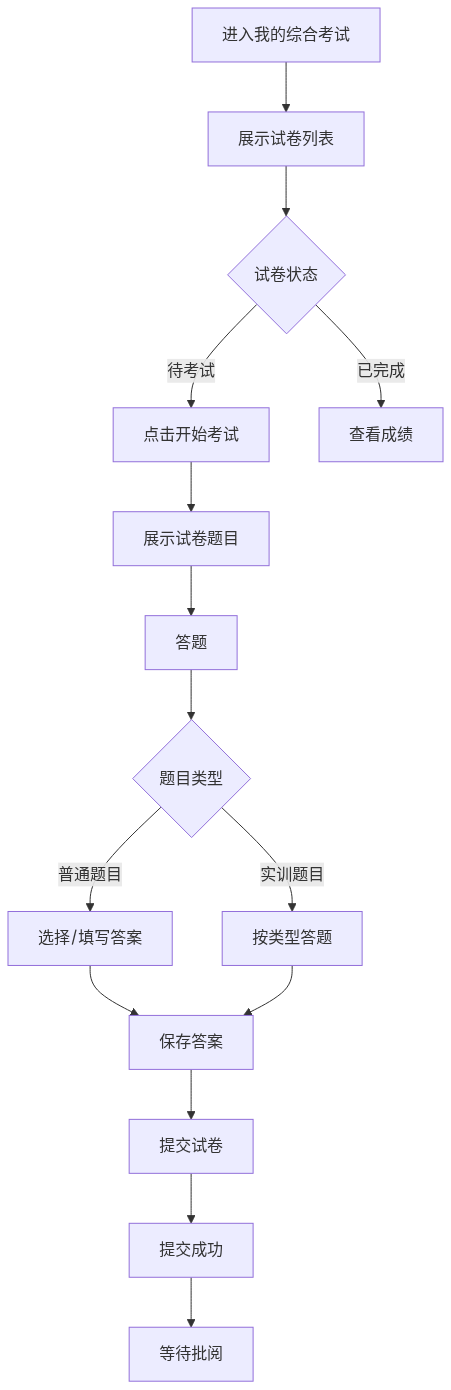 进入我的综合考试
展示试卷列表
试卷状态
待考试
已完成
点击开始考试
查看成绩
展示试卷题目
答题
题目类型
普通题目
实训题目
选择/填写答案
按类型答题
保存答案
提交试卷
提交成功
等待批阅